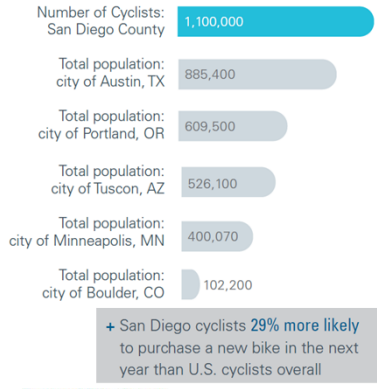 Number of Cyclists:
San Diego County
1,100,000
Total population:
city of Austin, TX
885,400
Total population:
city of Portland, OR
609,500
Total population:
city of Tuscon, AZ
526,100
Total population:
city of Minneapolis, MN
400,070
Total population:
city of Boulder, CO
102,200
+ San Diego cyclists 29% more likely
to purchase a new bike in the next
year than U.S. cyclists overall